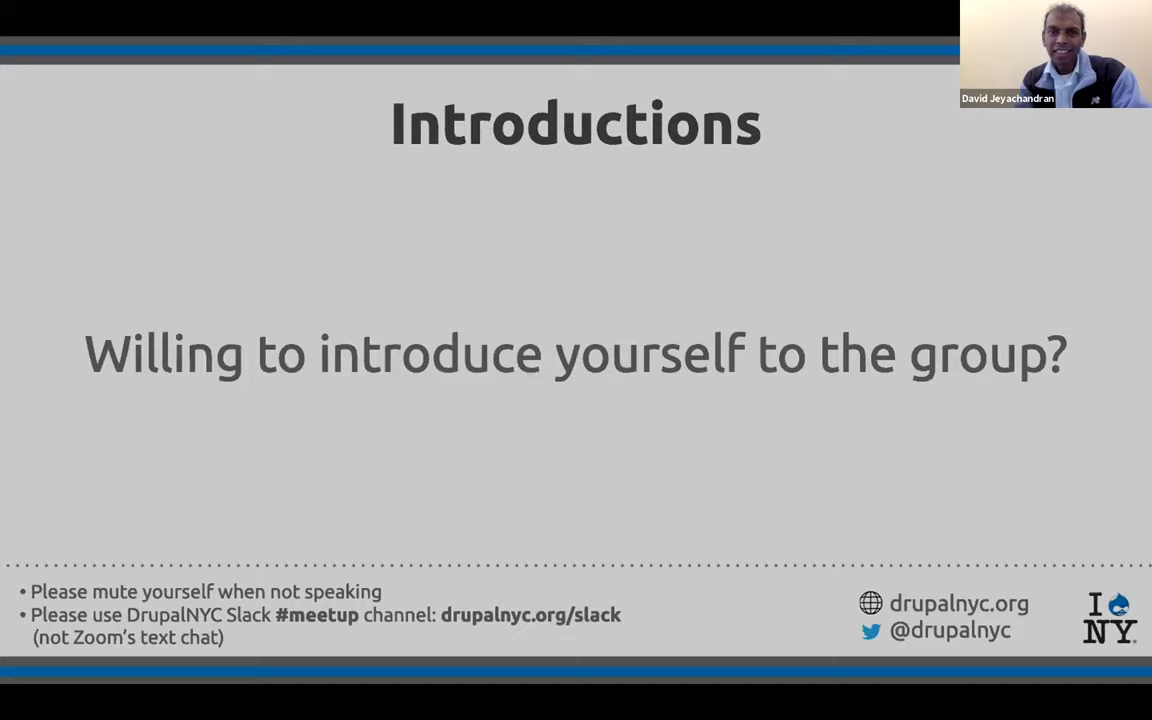 David Jeyachandran
Introductions
Willing to introduce yourself to the group?
• Please mute yourself when not speaking
• Please use DrupalNYC Slack #meetup channel: drupalnyc.org/slack
(not Zoom's text chat)
drupalnyc.org
@drupalnyc
I
NY